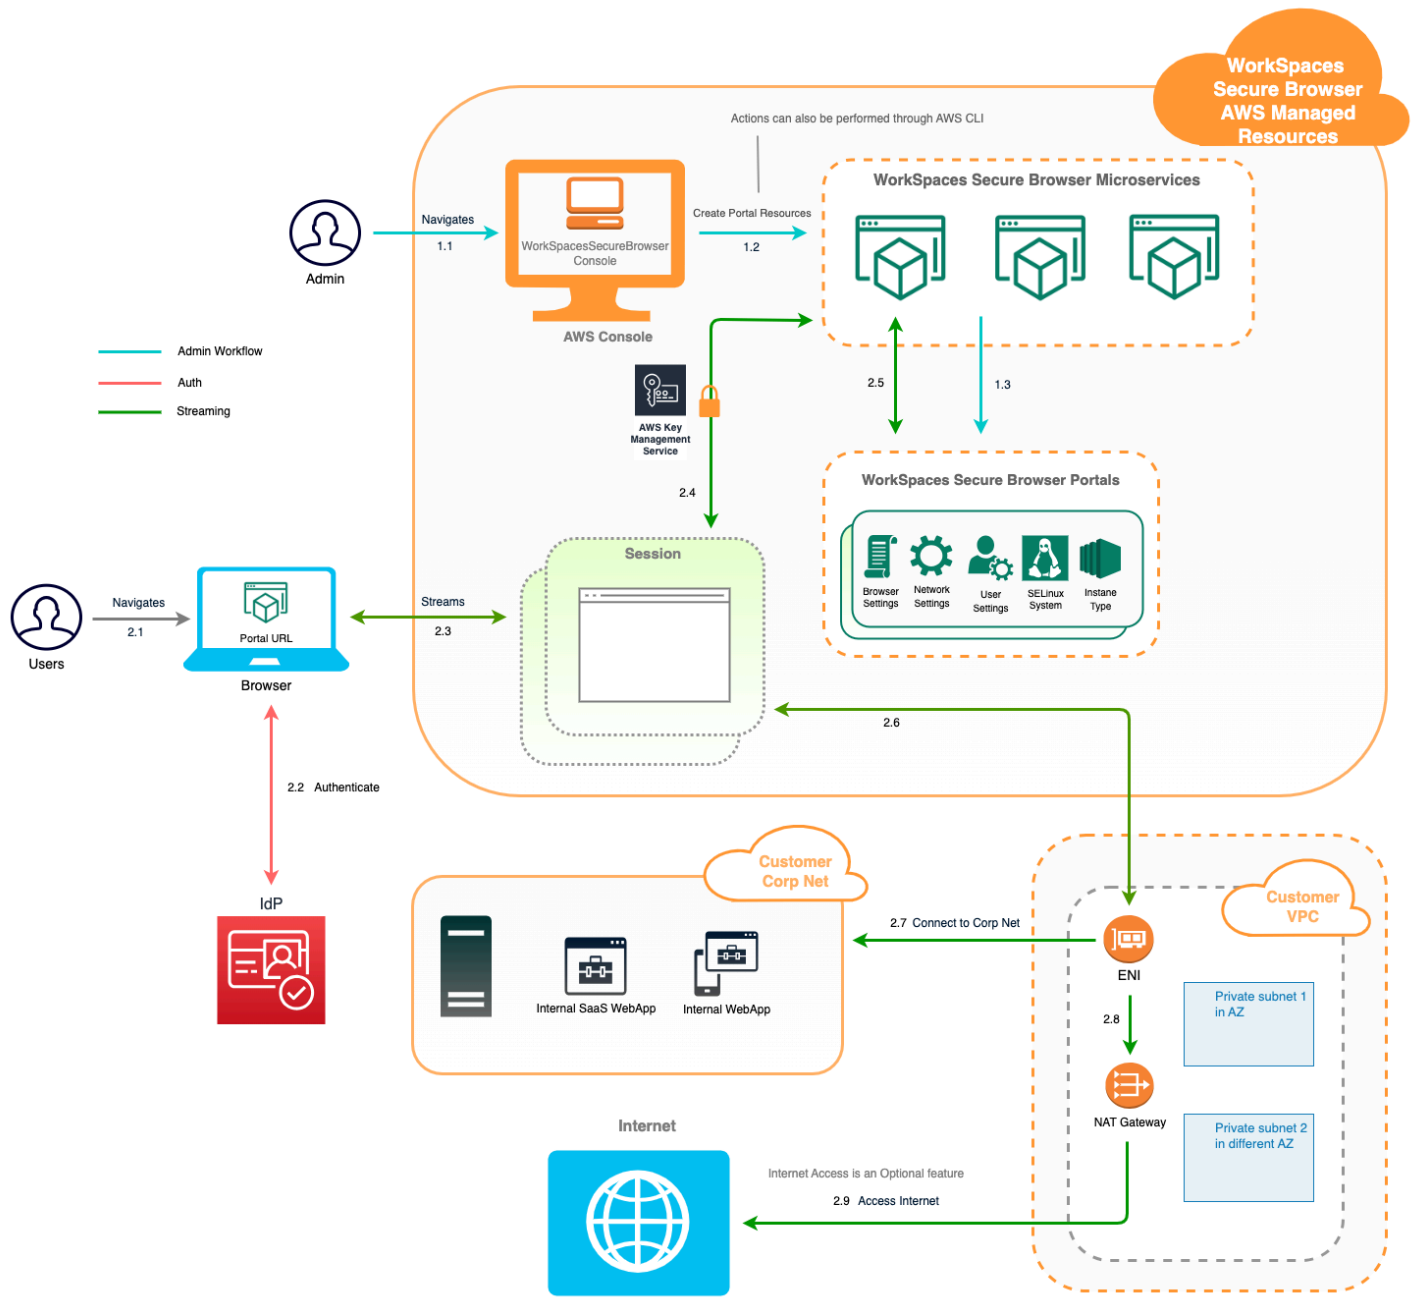 WorkSpaces
Secure Browser
AWS Managed
Resources
Actions can also be performed through AWS CLI
WorkSpaces Secure Browser Microservices
Navigates
1.1
Create Portal Resources
1.2
WorkSpacesSecureBrowser
Console
Admin
AWS Console
Admin Workflow
Auth
Streaming
2.5
1.3
AWS Key
Management
Service
2.4
WorkSpaces Secure Browser Portals
Session
Browser
Settings
Network
Settings
User
Settings
SELinux
System
Instane
Type
Navigates
2.1
Portal URL
Streams
2.3
Users
Browser
2.6
2.2 Authenticate
Customer
Corp Net
Customer
VPC
IdP
2.7 Connect to Corp Net
ENI
Internal SaaS WebApp
Internal WebApp
Private subnet 1
in AZ
2.8
NAT Gateway
Private subnet 2
in different AZ
Internet
Internet Access is an Optional feature
2.9 Access Internet